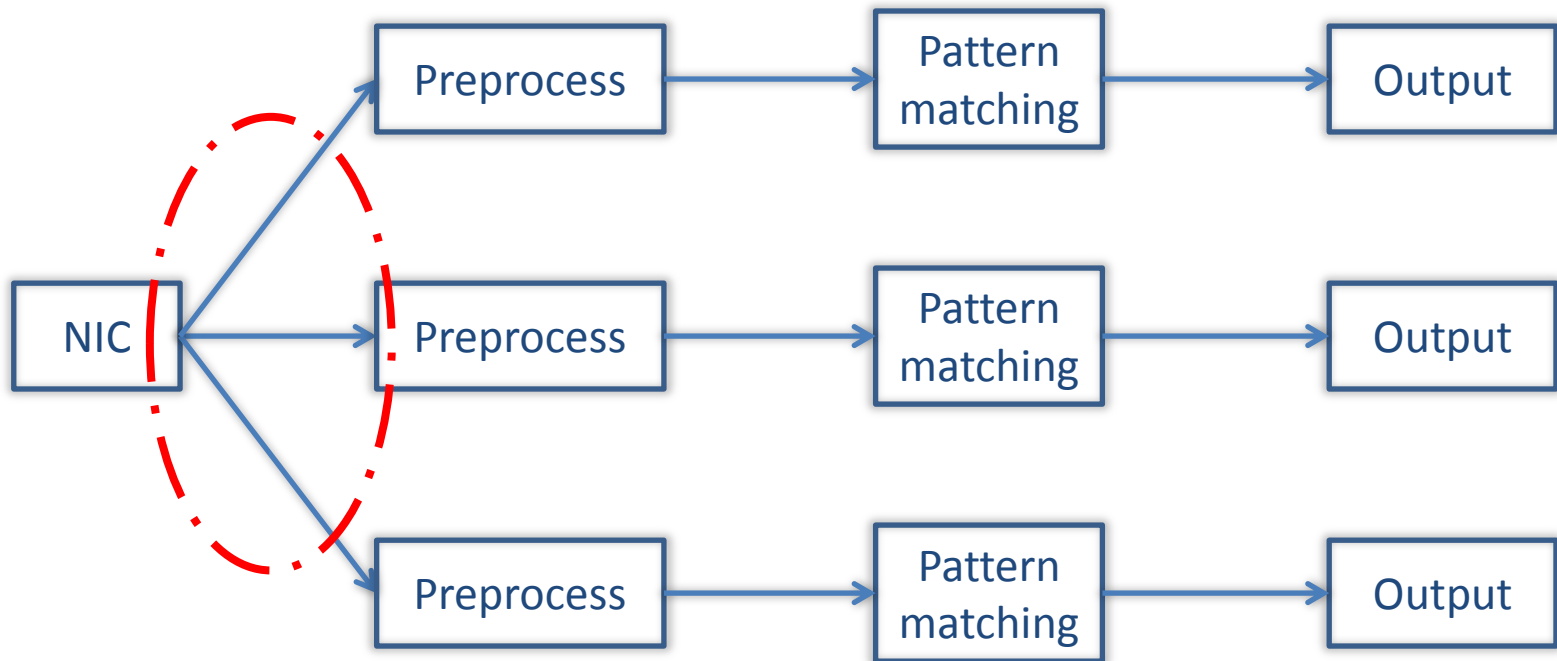 Preprocess
Pattern
matching
Output
NIC
Preprocess
Pattern
matching
Output
Preprocess
Pattern
matching
Output